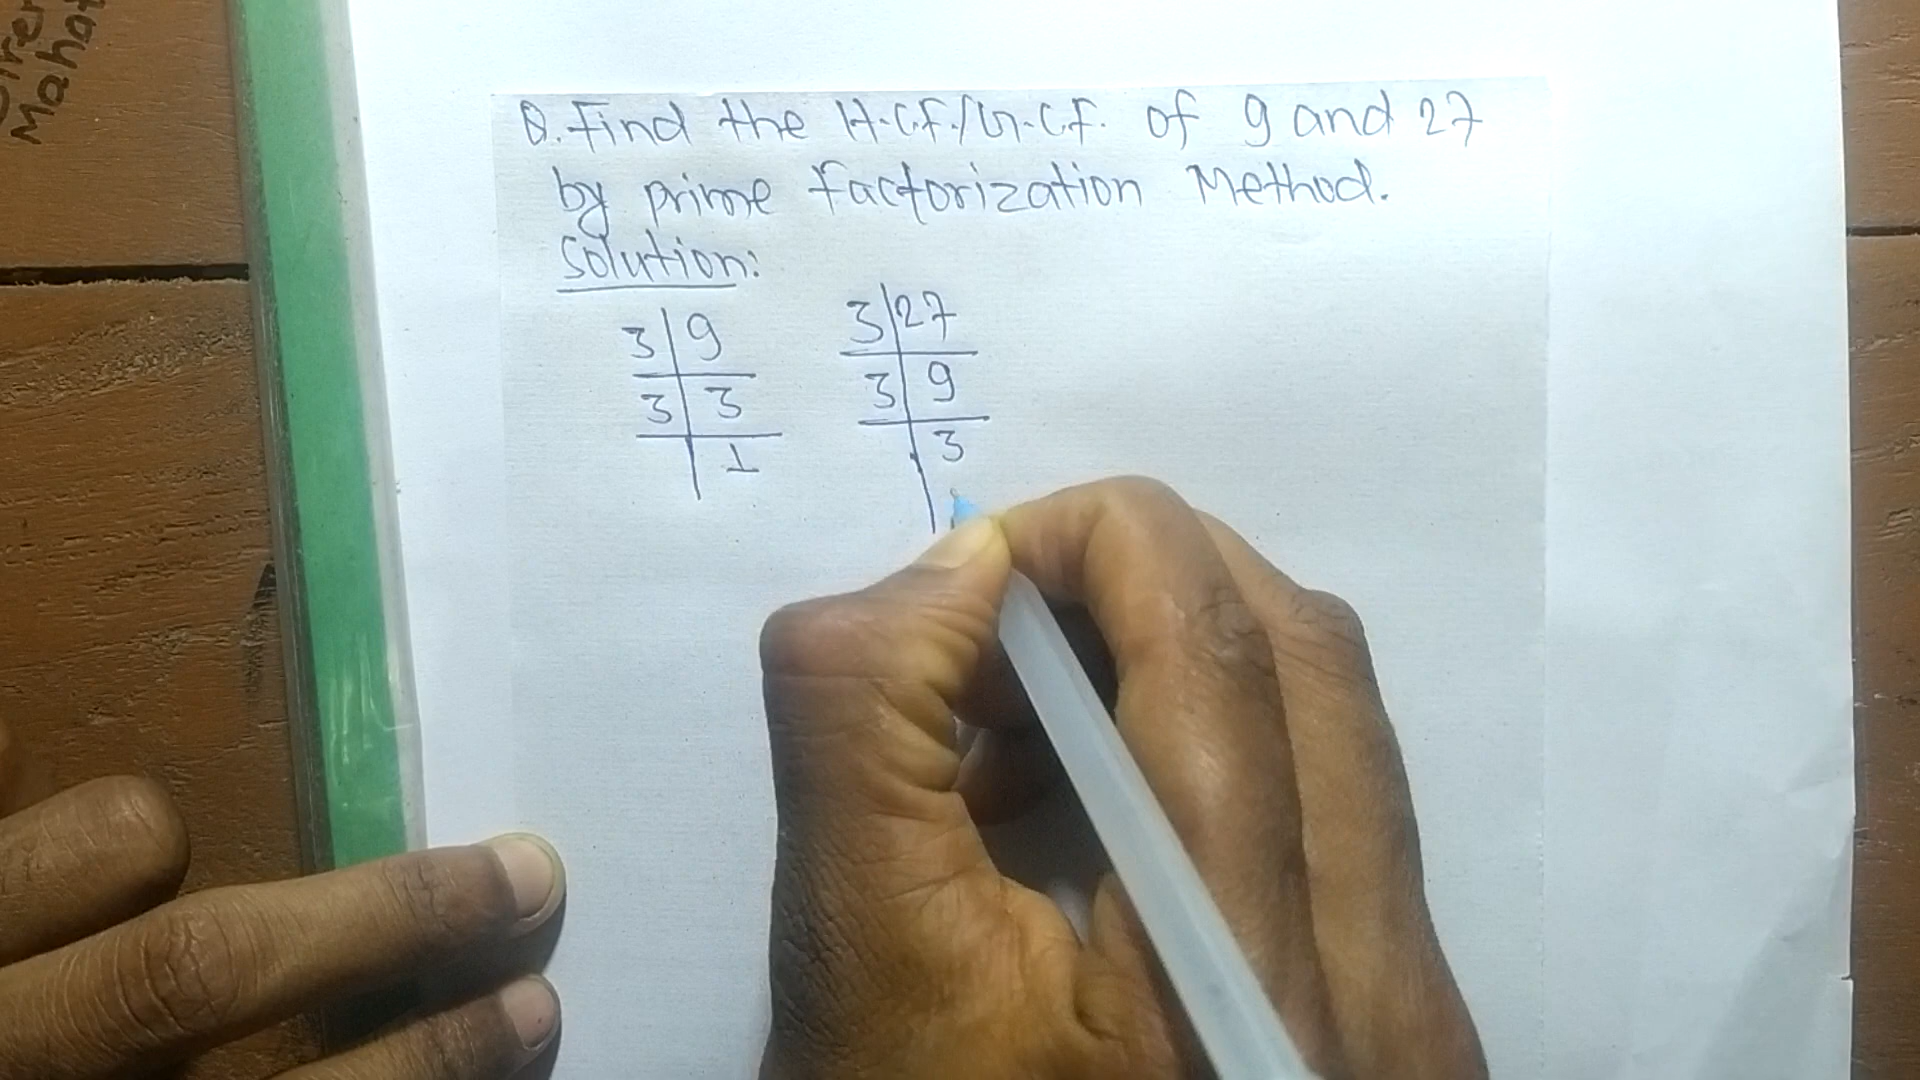 Q. Find the H.C.F./G.C.F. of 9 and 27
by prime factorization Method.
Solution:
3 | 9
3 | 3
1
3 | 27
3 | 9
3
Mahat